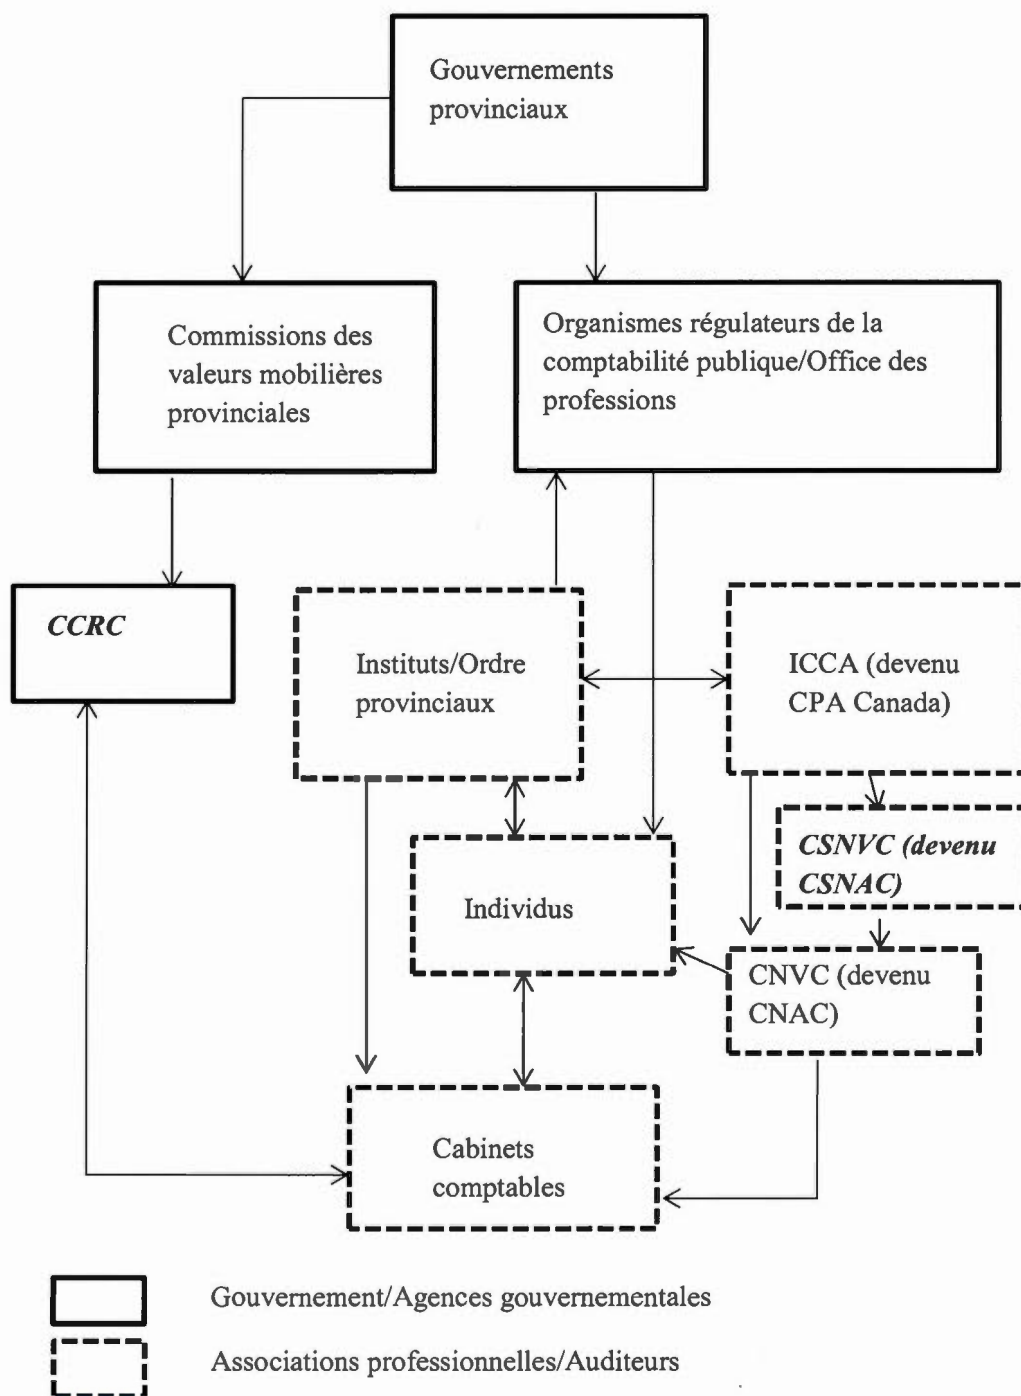 Gouvernements
provinciaux
Commissions des
valeurs mobilières
provinciales
Organismes régulateurs de la
comptabilité publique/Office des
professions
CCRC
Instituts/Ordre
provinciaux
ICCA (devenu
CPA Canada)
CSNVC (devenu
CSNAC)
Individus
CNVC (devenu
CNAC)
Cabinets
comptables
Gouvernement/Agences gouvernementales
Associations professionnelles/Auditeurs